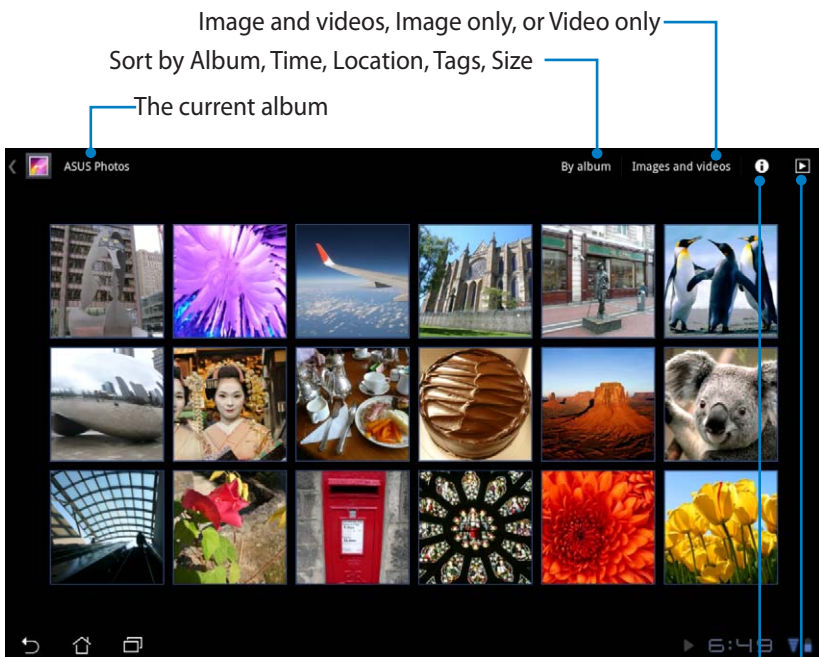 Image and videos, Image only, or Video only
Sort by Album, Time, Location, Tags, Size
The current album
ASUS Photos
By album
Images and videos
6:49